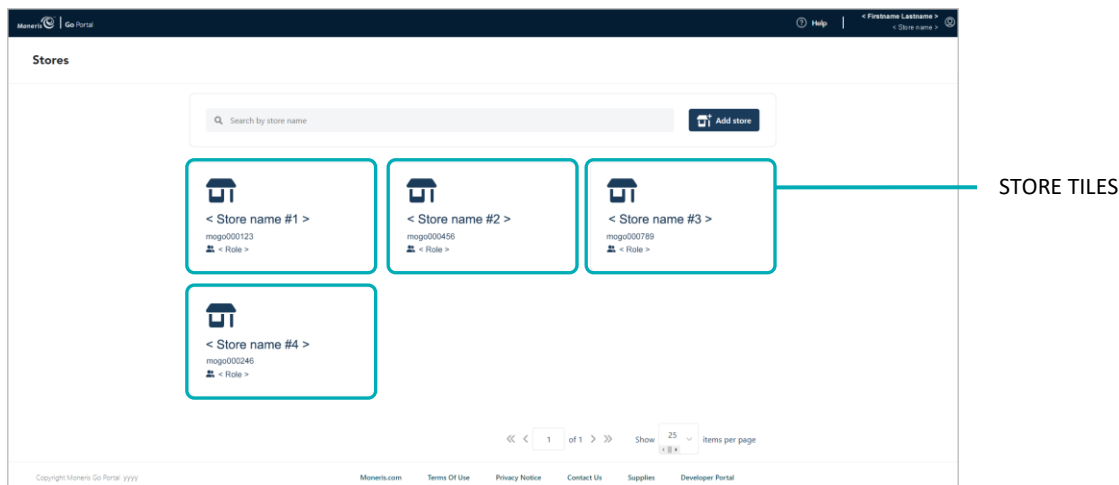 Moneris Go Portal
Help
< Firstname Lastname >
< Store name >
Stores
Search by store name
Add store
STORE TILES
< Store name #1 >
mogo000123
< Role >
< Store name #2 >
mogo000456
< Role >
< Store name #3 >
mogo000789
< Role >
< Store name #4 >
mogo000246
< Role >
1 of 1 Show 25 items per page
Copyright Moneris Go Portal yyyy Moneris.com Terms Of Use Privacy Notice Contact Us Supplies Developer Portal